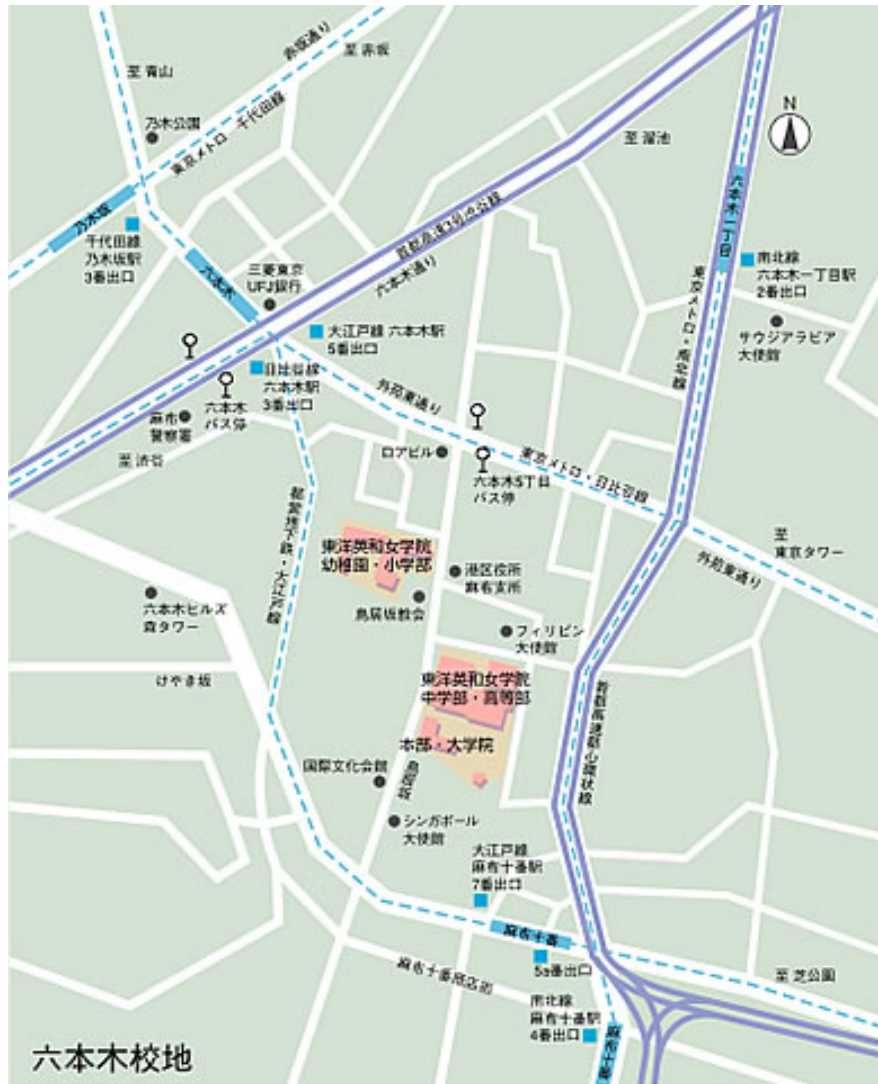 赤坂通り
至 赤坂
至 青山
乃木公園
東京メトロ・千代田線
乃木坂
千代田線
乃木坂駅
3番出口
六本木
三菱東京
UFJ銀行
首都高速3号渋谷線
六本木通り
至 溜池
N
六本木一丁目
南北線
六本木一丁目駅
2番出口
東京メトロ・南北線
サウジアラビア
大使館
大江戸線 六本木駅
5番出口
日比谷線
六本木駅
3番出口
六本木
バス停
麻布
警察署
至 渋谷
外苑東通り
ロアビル
六本木5丁目
バス停
東京メトロ・日比谷線
至
東京タワー
外苑東通り
都営地下鉄・大江戸線
東洋英和女学院
幼稚園・小学部
港区役所
麻布支所
鳥居坂教会
六本木ヒルズ
森タワー
フィリピン
大使館
けやき坂
東洋英和女学院
中学部・高等部
本部・大学院
首都高速都心環状線
国際文化会館
鳥居坂
シンガポール
大使館
大江戸線
麻布十番駅
7番出口
麻布十番
5a番出口
麻布十番商店街
至 芝公園
南北線
麻布十番駅
4番出口
麻布十番
六本木校地